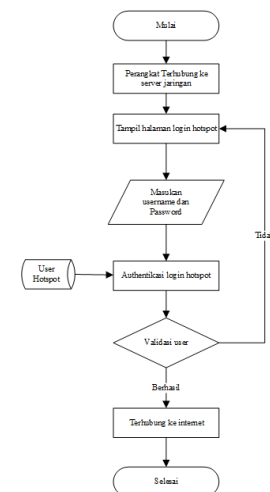 Mulai
Perangkat Terhubung ke
server jaringan
Tampil halaman login hotspot
Masukan
username dan
Password
Tida
User
Hotspot
Authentikasi login hotspot
Validasi user
Berhasil
Terhubung ke internet
Selesai